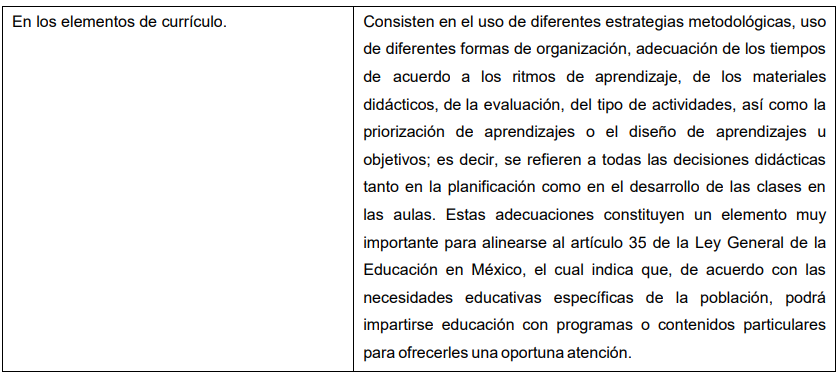 En los elementos de currículo.
Consisten en el uso de diferentes estrategias metodológicas, uso
de diferentes formas de organización, adecuación de los tiempos
de acuerdo a los ritmos de aprendizaje, de los materiales
didácticos, de la evaluación, del tipo de actividades, así como la
priorización de aprendizajes o el diseño de aprendizajes u
objetivos; es decir, se refieren a todas las decisiones didácticas
tanto en la planificación como en el desarrollo de las clases en
las aulas. Estas adecuaciones constituyen un elemento muy
importante para alinearse al artículo 35 de la Ley General de la
Educación en México, el cual indica que, de acuerdo con las
necesidades educativas específicas de la población, podrá
impartirse educación con programas o contenidos particulares
para ofrecerles una oportuna atención.